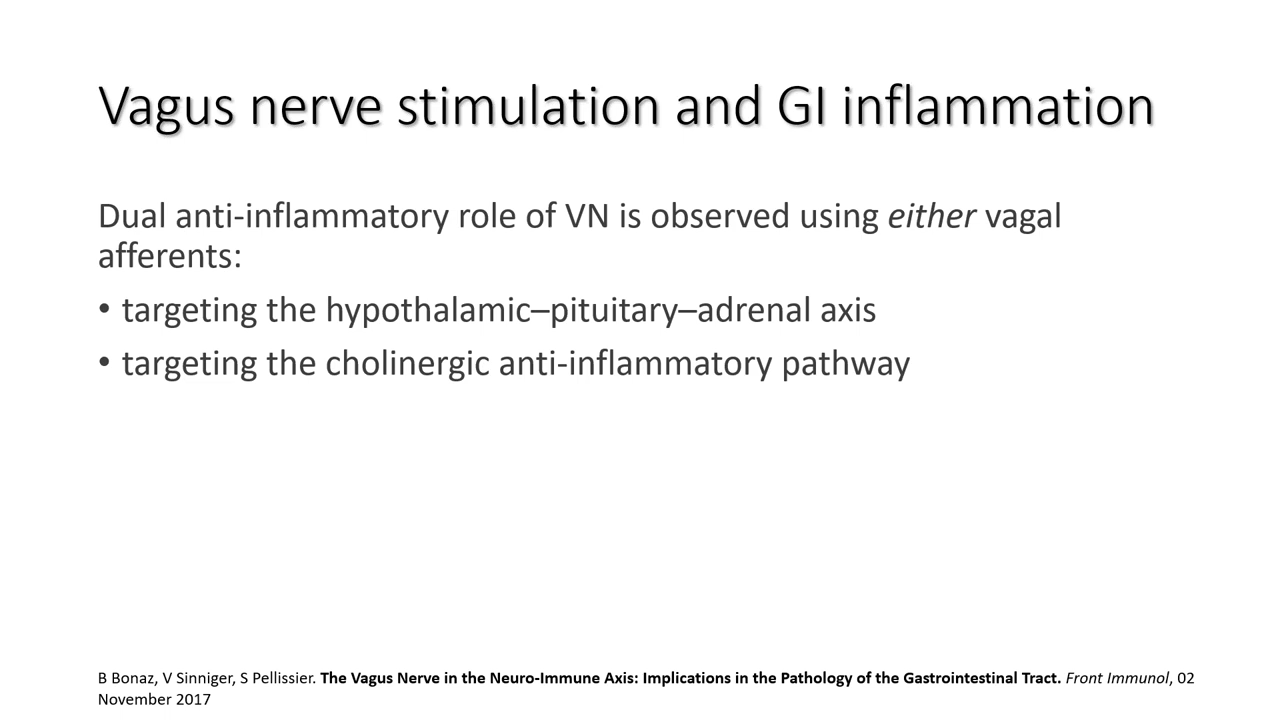 Vagus nerve stimulation and GI inflammation
Dual anti-inflammatory role of VN is observed using either vagal
afferents:
• targeting the hypothalamic–pituitary–adrenal axis
• targeting the cholinergic anti-inflammatory pathway
B Bonaz, V Sinniger, S Pellissier. The Vagus Nerve in the Neuro-Immune Axis: Implications in the Pathology of the Gastrointestinal Tract. Front Immunol, 02
November 2017